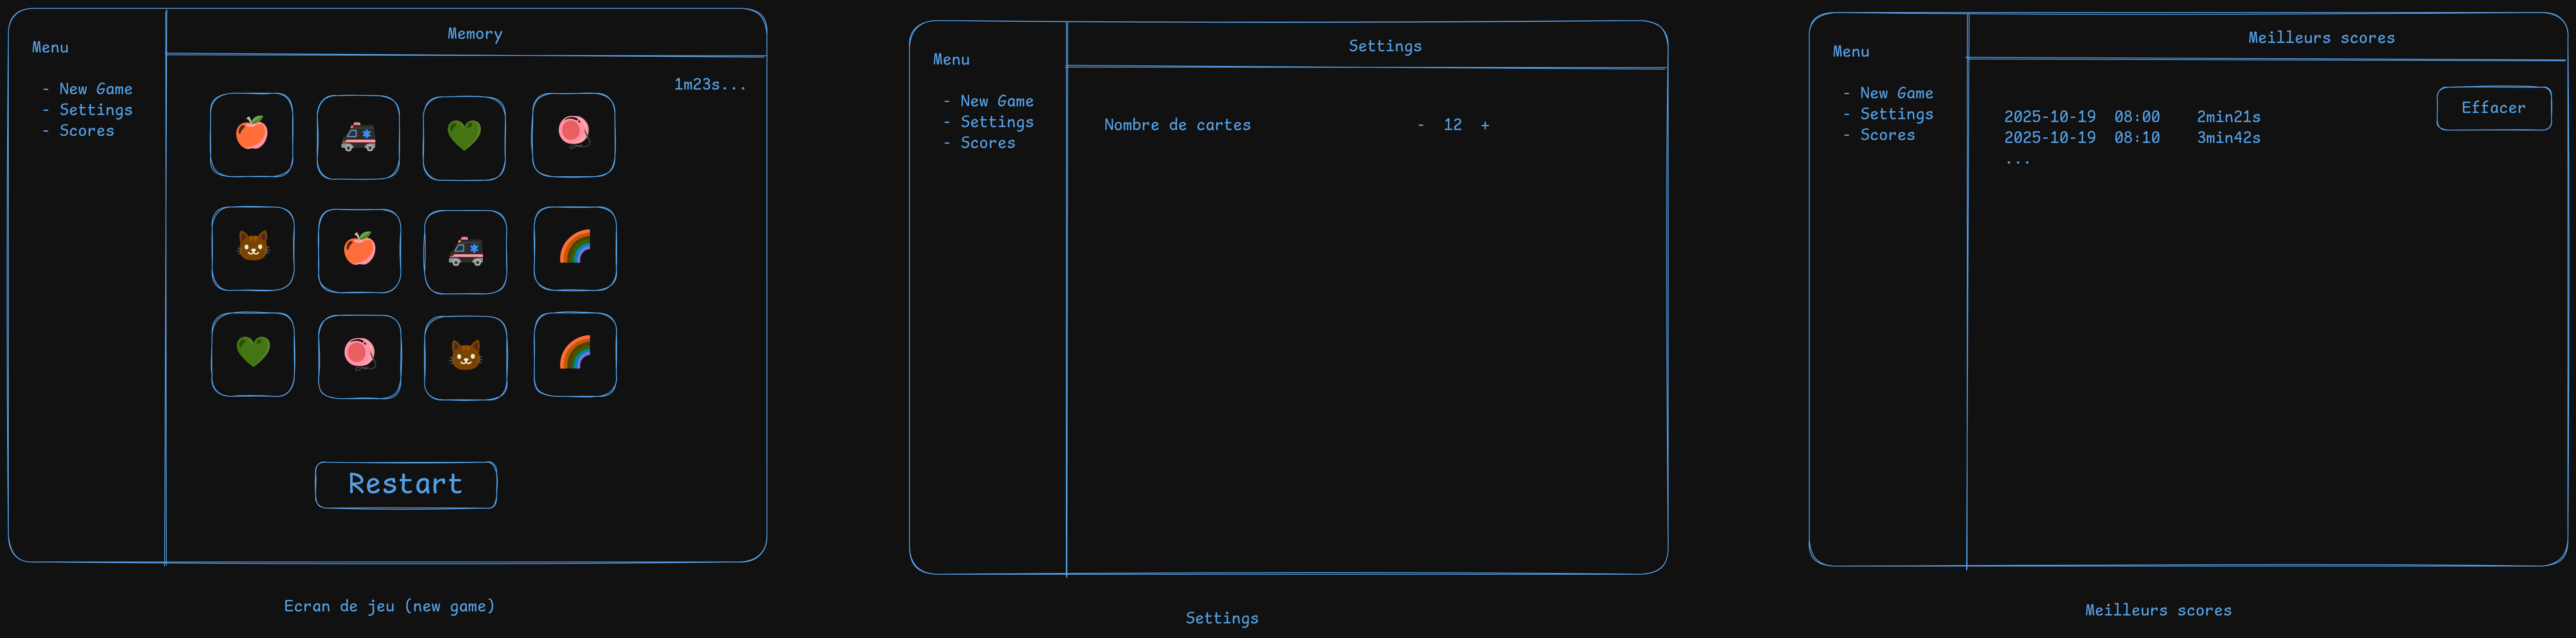 Memory
Menu
1m23s...
- New Game
- Settings
- Scores
Restart
Ecran de jeu (new game)
Settings
Menu
- New Game
- Settings
- Scores
Nombre de cartes - 12 +
Settings
Meilleurs scores
Menu
- New Game
- Settings
- Scores
Effacer
2025-10-19 08:00 2min21s
2025-10-19 08:10 3min42s
...
Meilleurs scores